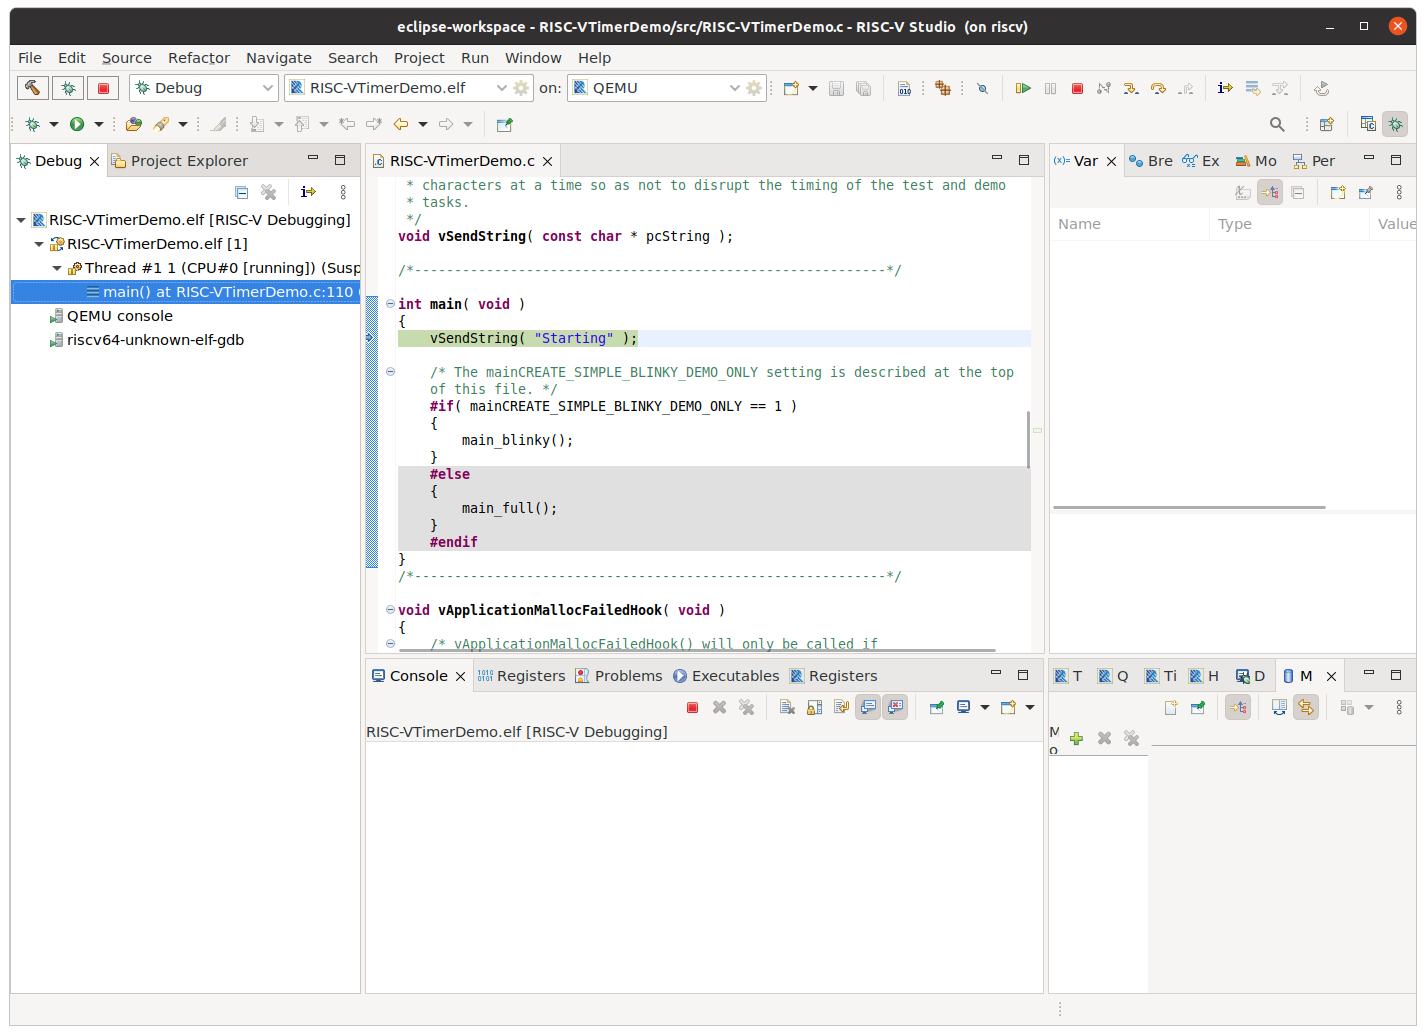 eclipse-workspace - RISC-VTimerDemo/src/RISC-VTimerDemo.c - RISC-V Studio (on riscv)
File Edit Source Refactor Navigate Search Project Run Window Help
Debug RISC-VTimerDemo.elf on: QEMU
Debug Project Explorer
RISC-VTimerDemo.elf [RISC-V Debugging]
RISC-VTimerDemo.elf [1]
Thread #1 1 (CPU#0 [running]) (Susp
main() at RISC-VTimerDemo.c:110
QEMU console
riscv64-unknown-elf-gdb
RISC-VTimerDemo.c
* characters at a time so as not to disrupt the timing of the test and demo
* tasks.
*/
void vSendString( const char * pcString );
/*-----------------------------------------------------------*/
int main( void )
{
vSendString( "Starting" );
/* The mainCREATE_SIMPLE_BLINKY_DEMO_ONLY setting is described at the top
of this file. */
#if( mainCREATE_SIMPLE_BLINKY_DEMO_ONLY == 1 )
{
main_blinky();
}
#else
{
main_full();
}
#endif
}
/*-----------------------------------------------------------*/
void vApplicationMallocFailedHook( void )
{
/* vApplicationMallocFailedHook() will only be called if
(x)= Var Bre Ex Mo Per
Name Type Value
Console Registers Problems Executables Registers
RISC-VTimerDemo.elf [RISC-V Debugging]
T Q Ti H D M
M
o